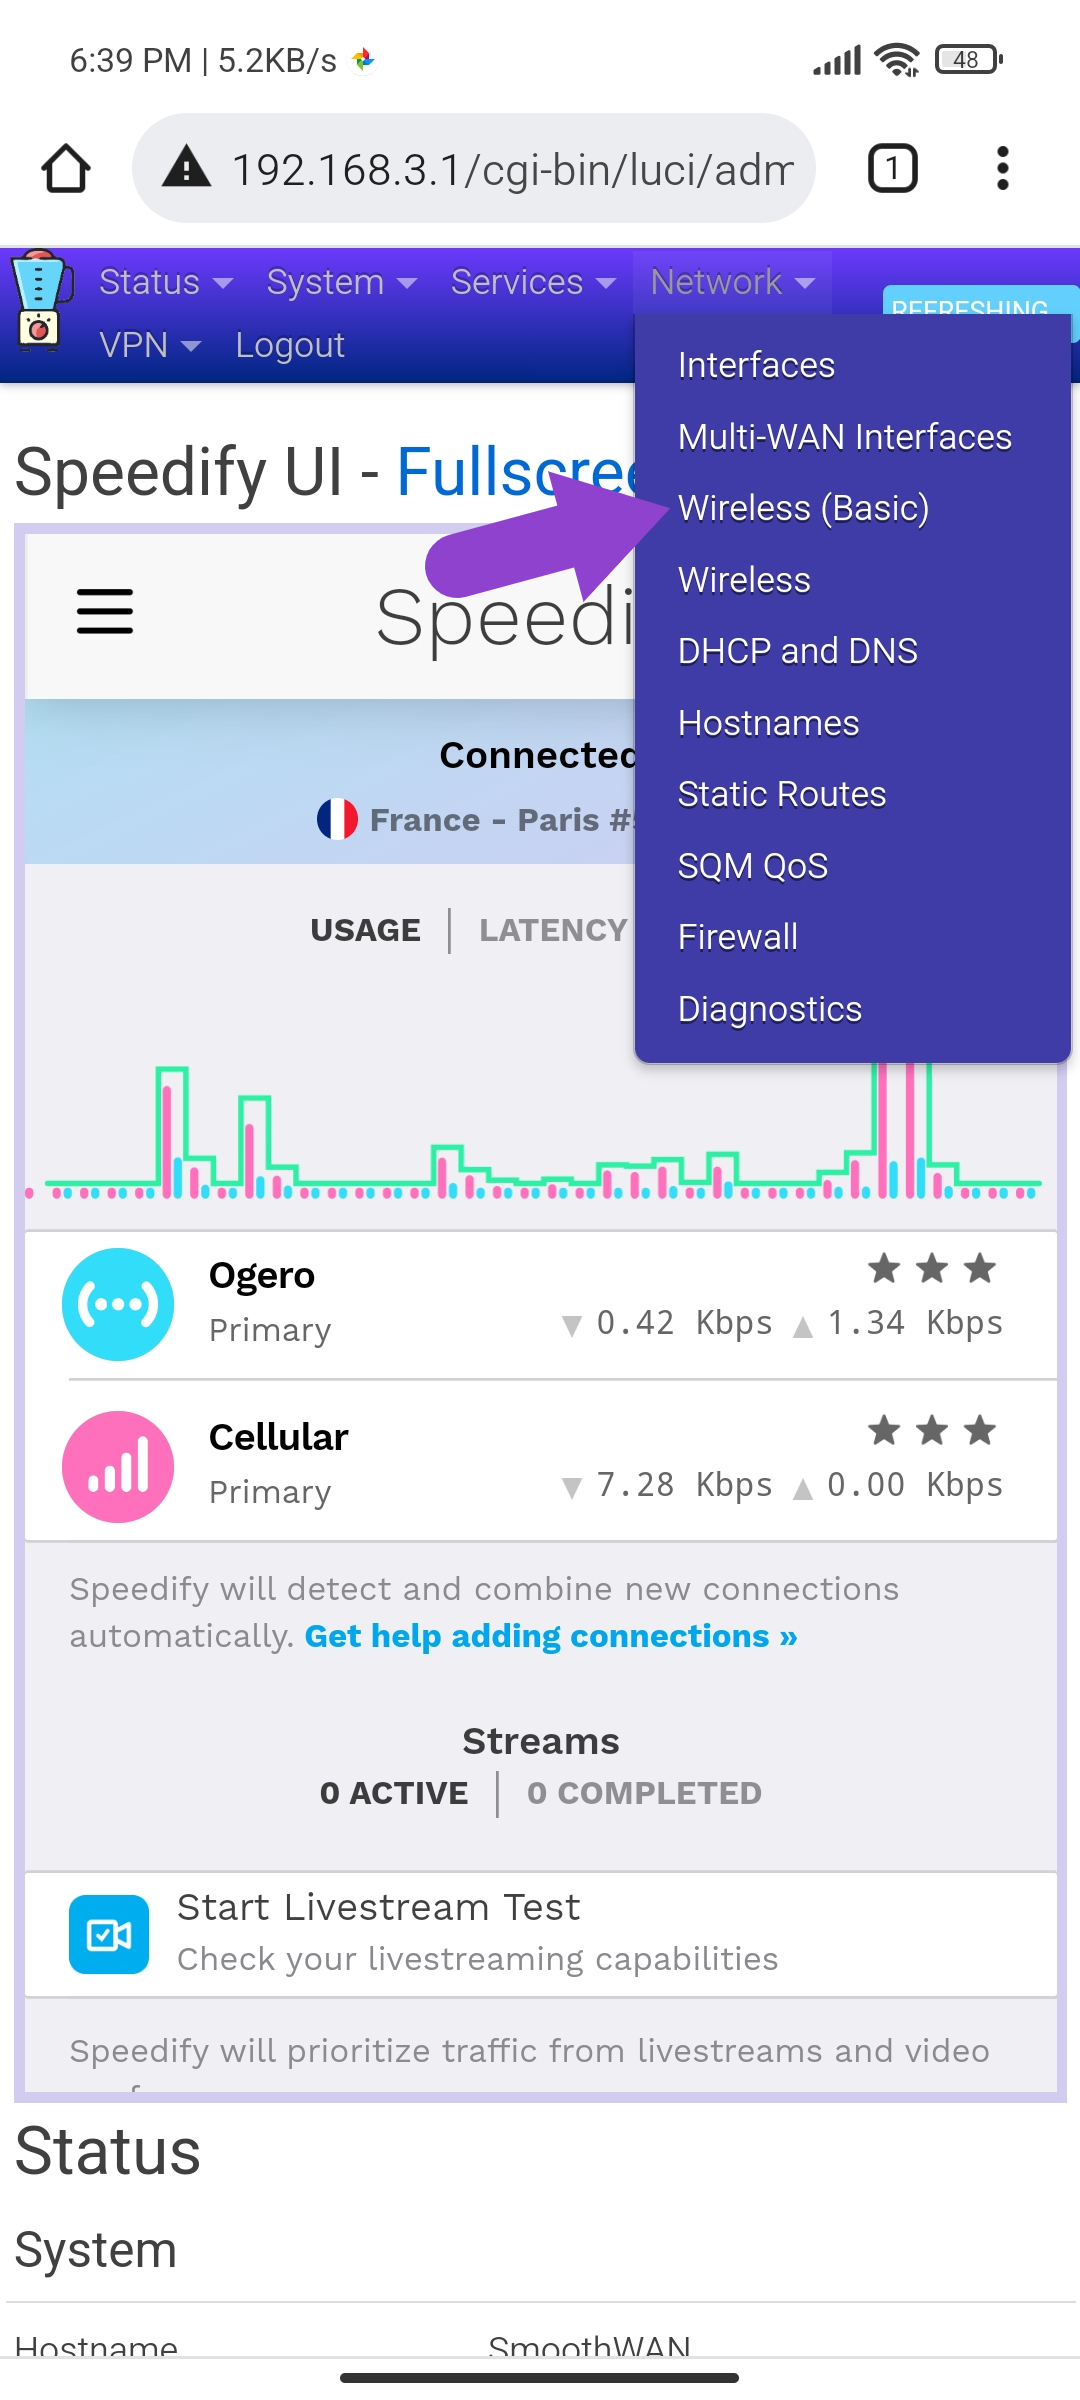 6:39 PM | 5.2KB/s
48
192.168.3.1/cgi-bin/luci/adm
1
Status System Services Network
REFRESHING
VPN Logout
Interfaces
Multi-WAN Interfaces
Wireless (Basic)
Wireless
DHCP and DNS
Hostnames
Static Routes
SQM QoS
Firewall
Diagnostics
Speedify UI - Fullscree
Speedi
Connected
France - Paris #
USAGE | LATENCY
Ogero
Primary
▼ 0.42 Kbps ▲ 1.34 Kbps
Cellular
Primary
▼ 7.28 Kbps ▲ 0.00 Kbps
Speedify will detect and combine new connections
automatically. Get help adding connections »
Streams
0 ACTIVE | 0 COMPLETED
Start Livestream Test
Check your livestreaming capabilities
Speedify will prioritize traffic from livestreams and video
Status
System
Hostname SmoothWAN